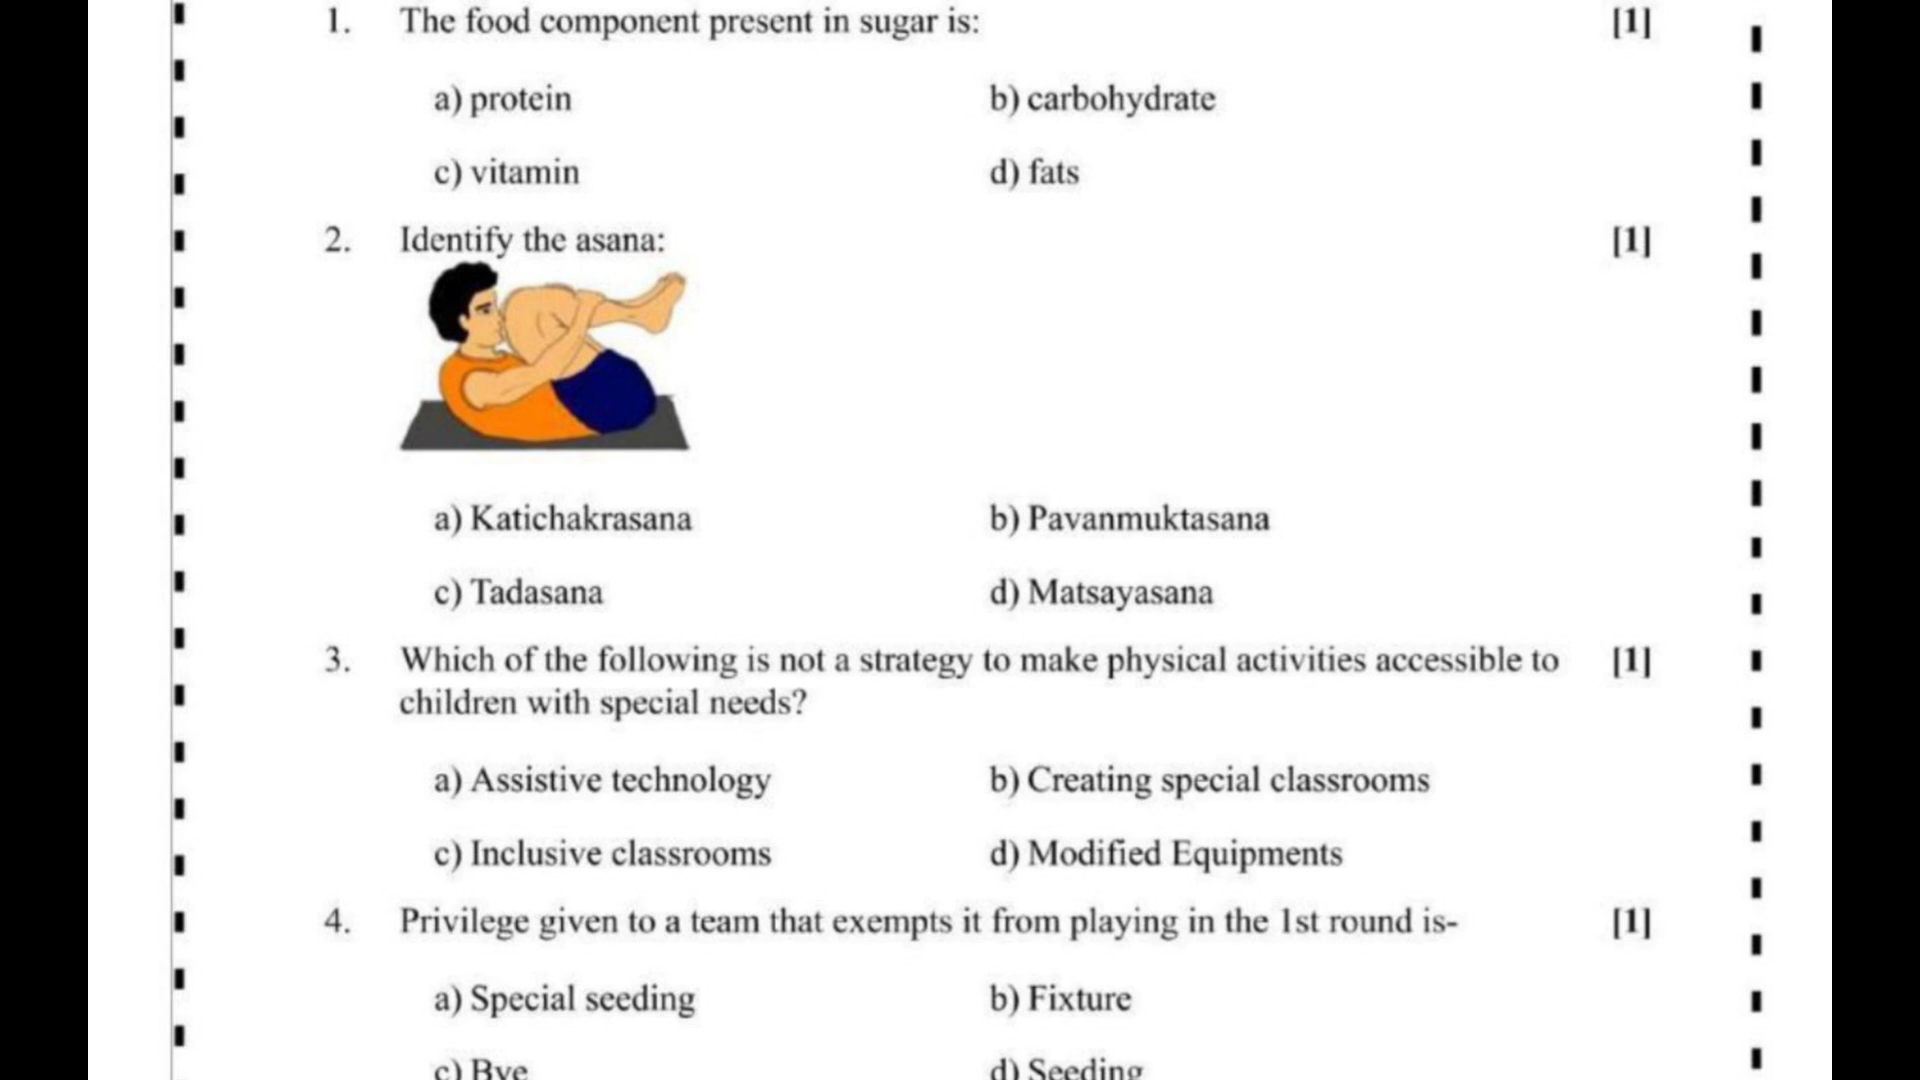 1. The food component present in sugar is: [1]
a) protein b) carbohydrate
c) vitamin d) fats
2. Identify the asana: [1]
a) Katichakrasana b) Pavanmuktasana
c) Tadasana d) Matsayasana
3. Which of the following is not a strategy to make physical activities accessible to [1]
children with special needs?
a) Assistive technology b) Creating special classrooms
c) Inclusive classrooms d) Modified Equipments
4. Privilege given to a team that exempts it from playing in the 1st round is- [1]
a) Special seeding b) Fixture
c) Bye d) Seeding